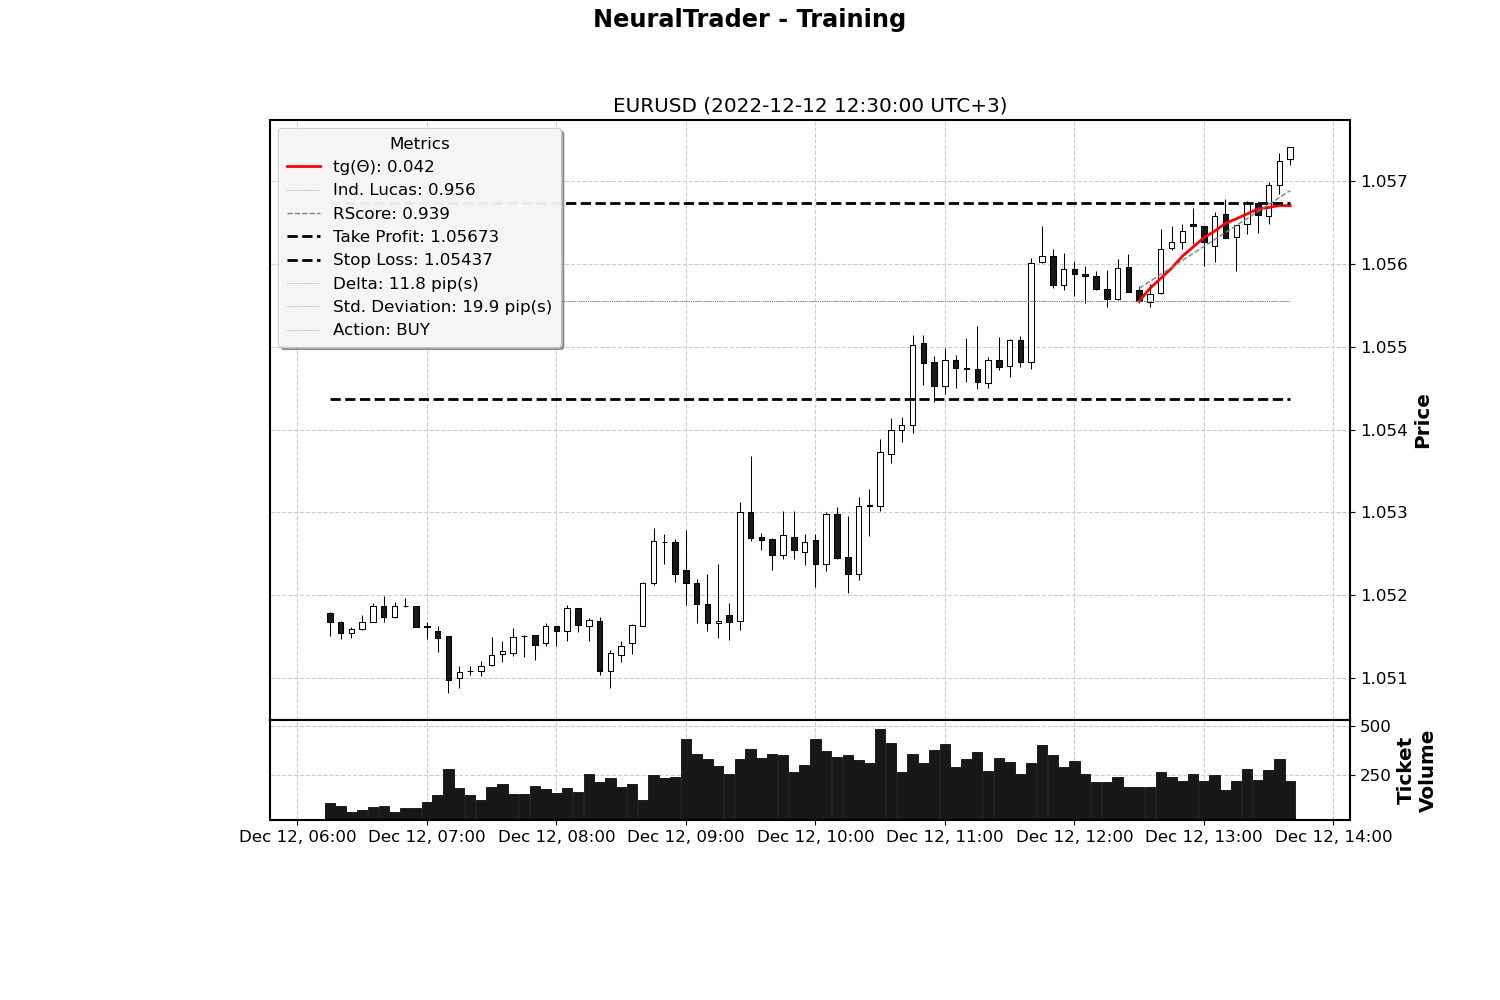 NeuralTrader - Training
EURUSD (2022-12-12 12:30:00 UTC+3)
Metrics
tg(Θ): 0.042
Ind. Lucas: 0.956
RScore: 0.939
Take Profit: 1.05673
Stop Loss: 1.05437
Delta: 11.8 pip(s)
Std. Deviation: 19.9 pip(s)
Action: BUY
1.057
1.056
1.055
1.054
1.053
1.052
1.051
Price
500
250
Ticket
Volume
Dec 12, 06:00 Dec 12, 07:00 Dec 12, 08:00 Dec 12, 09:00 Dec 12, 10:00 Dec 12, 11:00 Dec 12, 12:00 Dec 12, 13:00 Dec 12, 14:00